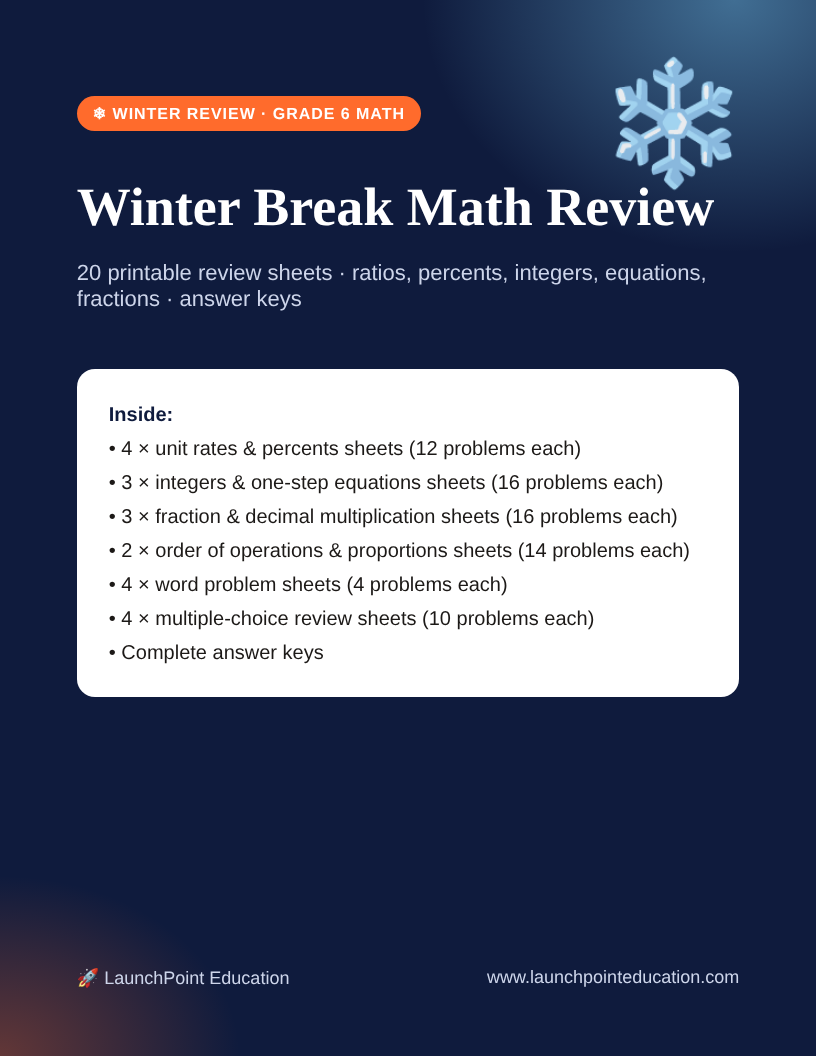 ❄ WINTER REVIEW · GRADE 6 MATH
Winter Break Math Review
20 printable review sheets · ratios, percents, integers, equations,
fractions · answer keys
Inside:
• 4 × unit rates & percents sheets (12 problems each)
• 3 × integers & one-step equations sheets (16 problems each)
• 3 × fraction & decimal multiplication sheets (16 problems each)
• 2 × order of operations & proportions sheets (14 problems each)
• 4 × word problem sheets (4 problems each)
• 4 × multiple-choice review sheets (10 problems each)
• Complete answer keys
🚀 LaunchPoint Education
www.launchpointeducation.com